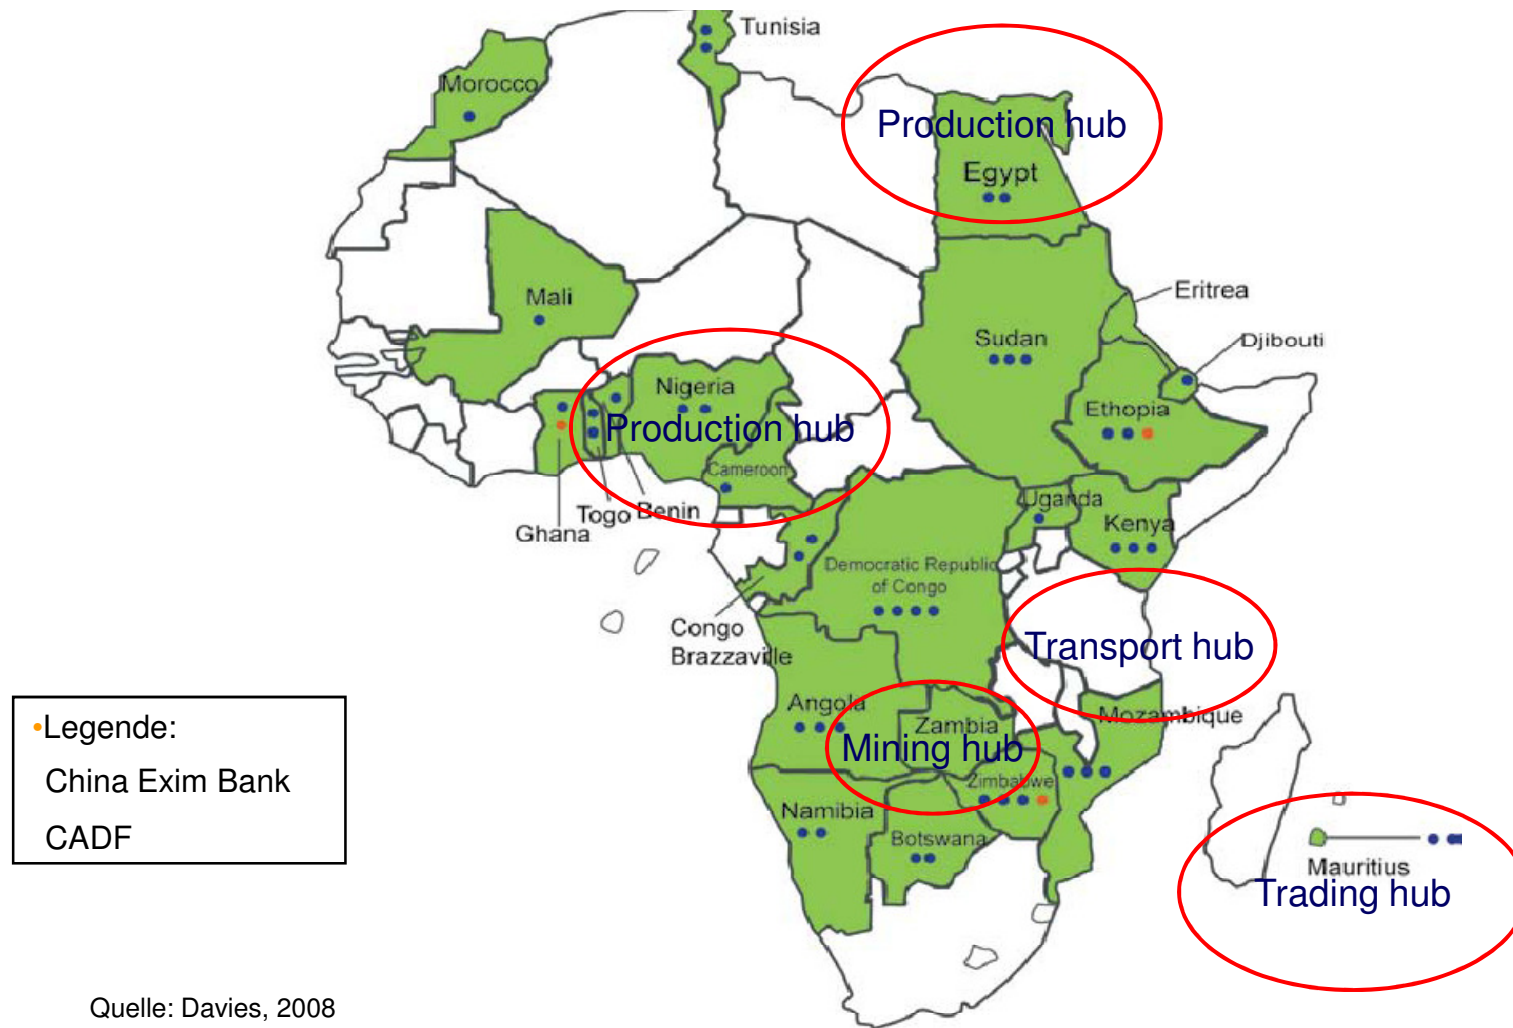 Tunisia
Morocco
Production hub
Egypt
Mali
Eritrea
Sudan
Djibouti
Nigeria
Ethopia
Production hub
Cameroon
Uganda
Togo
Benin
Kenya
Ghana
Democratic Republic
of Congo
Congo
Brazzaville
Transport hub
Angola
Mozambique
Zambia
Mining hub
Zimbabwe
Namibia
Botswana
Mauritius
Trading hub
•Legende:
China Exim Bank
CADF
Quelle: Davies, 2008